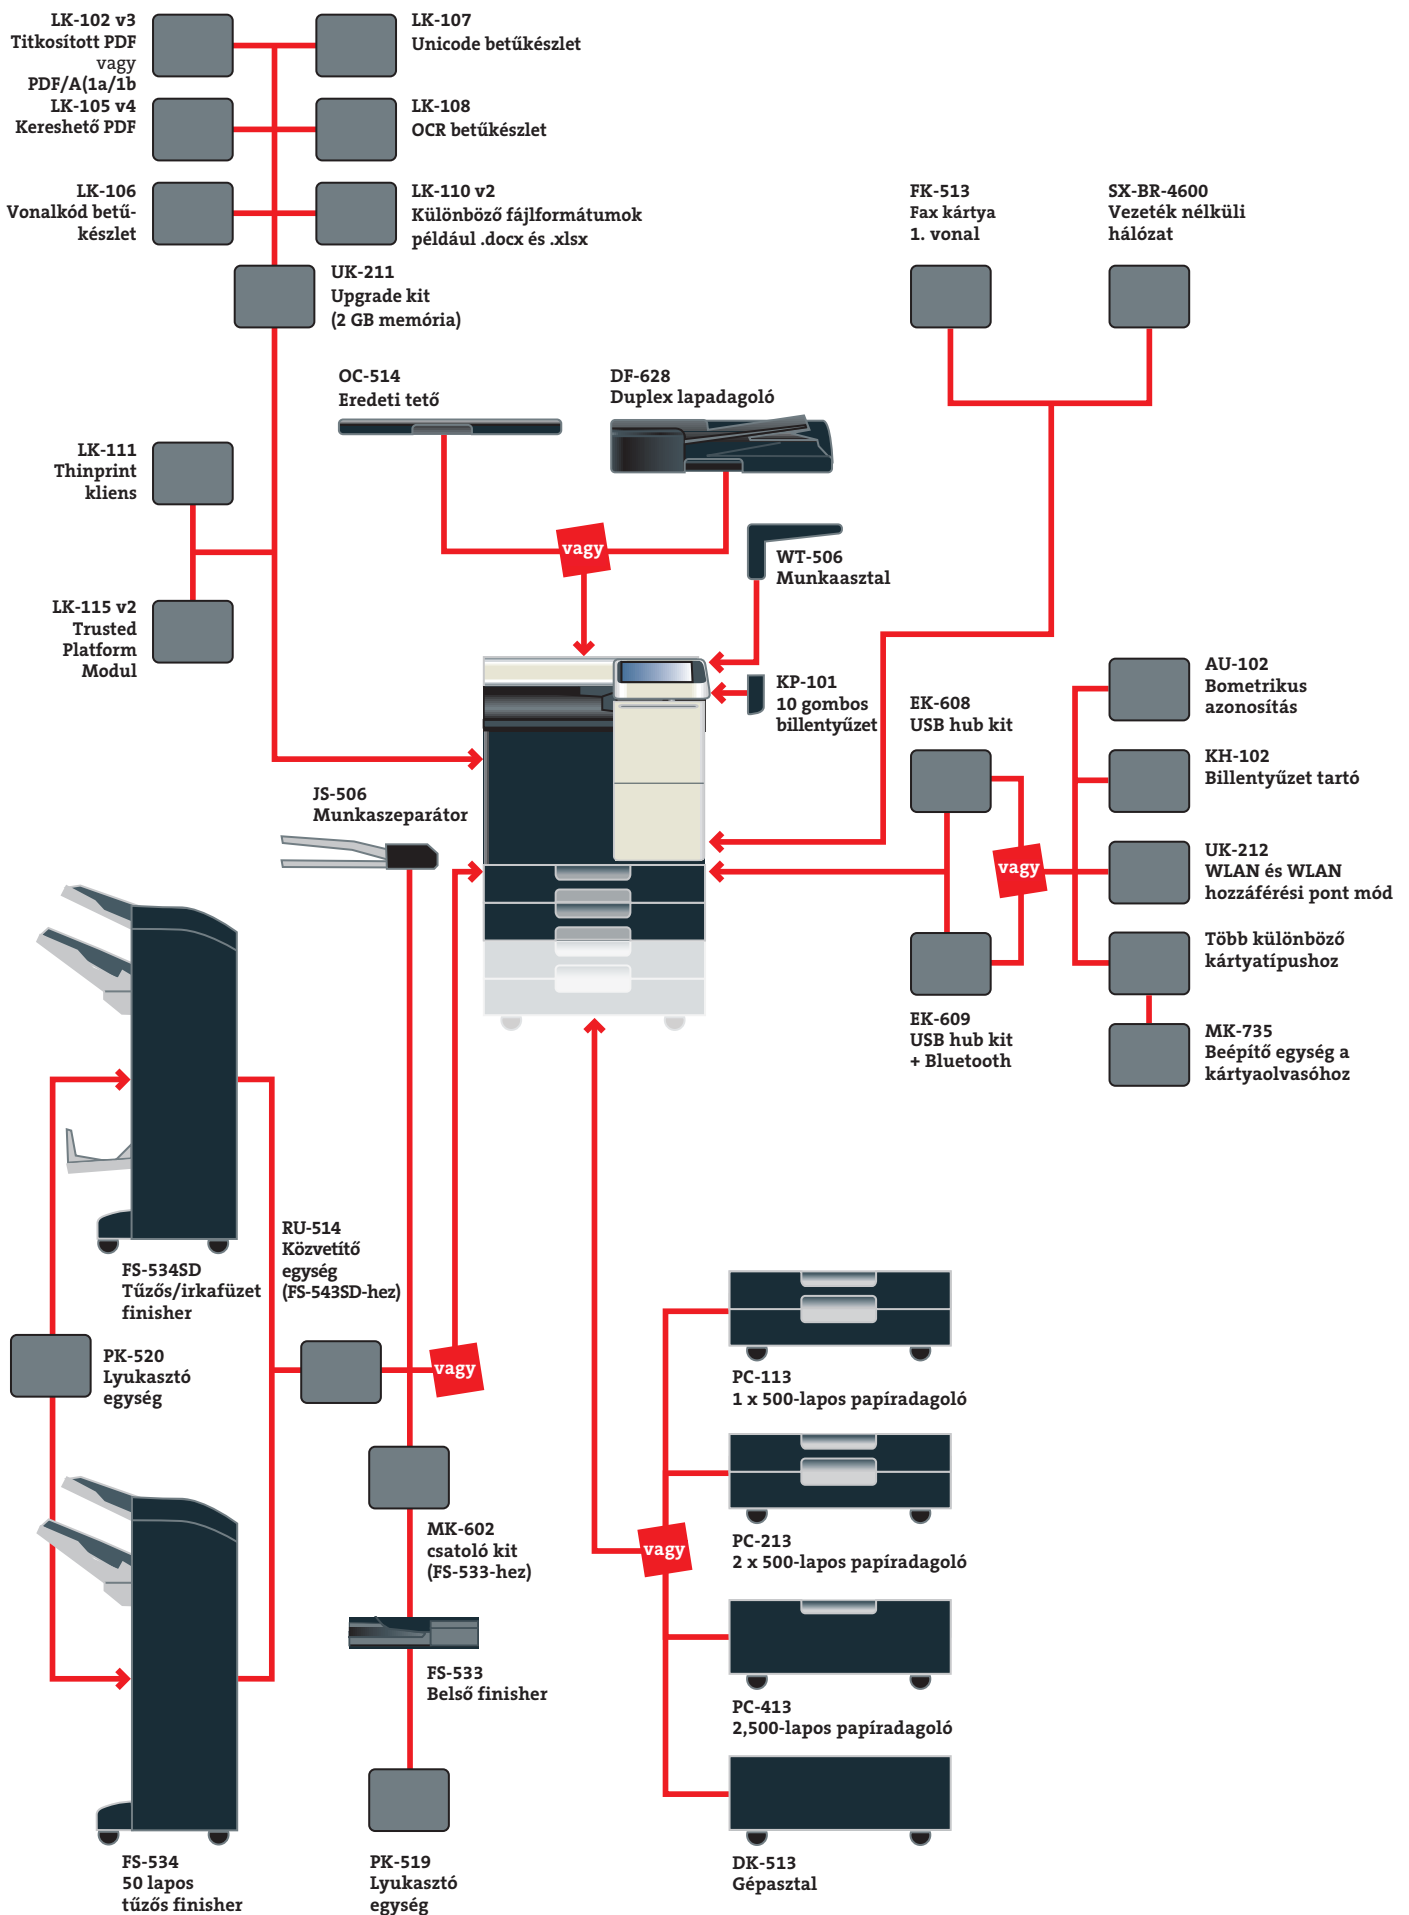 LK-102 v3
Titkosított PDF
vagy
PDF/A(1a/1b
LK-107
Unicode betűkészlet
LK-105 v4
Kereshető PDF
LK-108
OCR betűkészlet
LK-106
Vonalkód betű-
készlet
LK-110 v2
Különböző fájlformátumok
például .docx és .xlsx
FK-513
Fax kártya
1. vonal
SX-BR-4600
Vezeték nélküli
hálózat
UK-211
Upgrade kit
(2 GB memória)
OC-514
Eredeti tető
DF-628
Duplex lapadagoló
LK-111
Thinprint
kliens
vagy
WT-506
Munkaasztal
LK-115 v2
Trusted
Platform
Modul
KP-101
10 gombos
billentyűzet
EK-608
USB hub kit
AU-102
Bometrikus
azonosítás
KH-102
Billentyűzet tartó
JS-506
Munkaszeparátor
vagy
UK-212
WLAN és WLAN
hozzáférési pont mód
Több különböző
kártyatípushoz
EK-609
USB hub kit
+ Bluetooth
MK-735
Beépítő egység a
kártyaolvasóhoz
RU-514
Közvetítő
egység
(FS-543SD-hez)
FS-534SD
Tűzős/irkafüzet
finisher
PK-520
Lyukasztó
egység
vagy
PC-113
1 x 500-lapos papíradagoló
MK-602
csatoló kit
(FS-533-hez)
vagy
PC-213
2 x 500-lapos papíradagoló
FS-533
Belső finisher
PC-413
2,500-lapos papíradagoló
FS-534
50 lapos
tűzős finisher
PK-519
Lyukasztó
egység
DK-513
Gépasztal